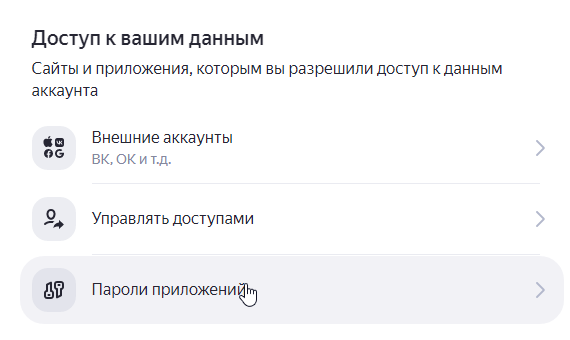 Доступ к вашим данным
Сайты и приложения, которым вы разрешили доступ к данным
аккаунта
Внешние аккаунты
ВК, ОК и т.д.
Управлять доступами
Пароли приложений